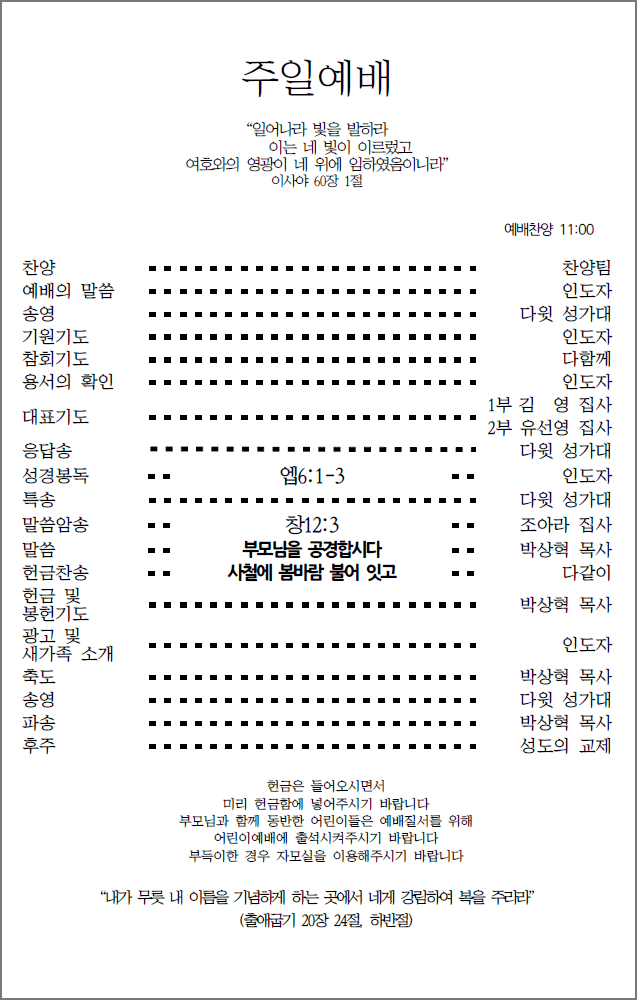 주일예배
“일어나라 빛을 발하라
이는 네 빛이 이르렀고
여호와의 영광이 네 위에 임하였음이니라”
이사야 60장 1절
예배찬양 11:00
찬양 찬양팀
예배의 말씀 인도자
송영 다윗 성가대
기원기도 인도자
참회기도 다함께
용서의 확인 인도자
대표기도 1부 김 영 집사
2부 유선영 집사
응답송 다윗 성가대
성경봉독 엡6:1-3 인도자
특송 다윗 성가대
말씀암송 창12:3 조아라 집사
말씀 부모님을 공경합시다 박상혁 목사
헌금찬송 사철에 봄바람 불어 잇고 다같이
헌금 및
봉헌기도 박상혁 목사
광고 및
새가족 소개 인도자
축도 박상혁 목사
송영 다윗 성가대
파송 박상혁 목사
후주 성도의 교제
헌금은 들어오시면서
미리 헌금함에 넣어주시기 바랍니다
부모님과 함께 동반한 어린이들은 예배질서를 위해
어린이예배에 출석시켜주시기 바랍니다
부득이한 경우 자모실을 이용해주시기 바랍니다
“내가 무릇 내 이름을 기념하게 하는 곳에서 네게 강림하여 복을 주리라”
(출애굽기 20장 24절, 하반절)